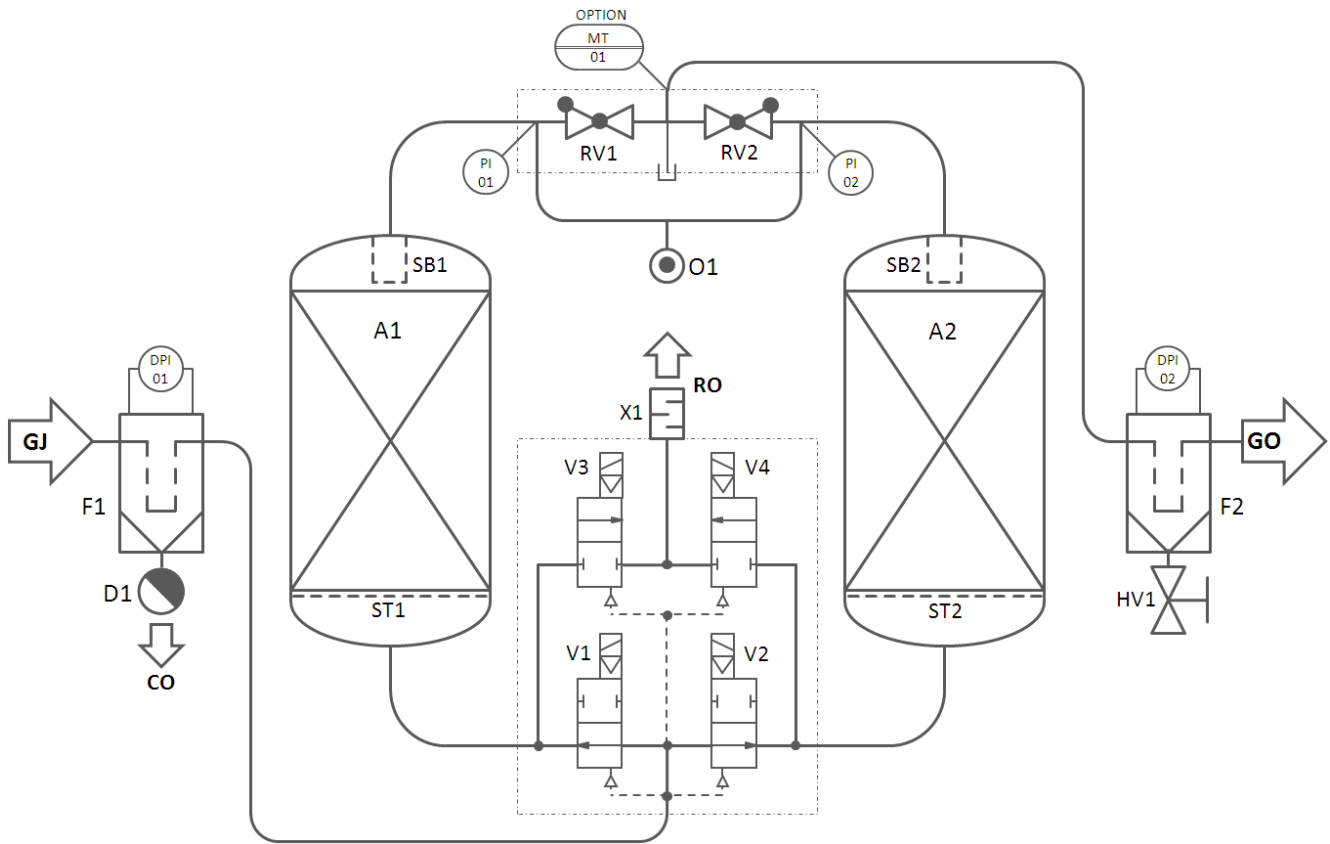 OPTION
MT
01
RV1
RV2
PI
01
PI
02
SB1
SB2
O1
A1
A2
DPI
01
DPI
02
RO
X1
GJ
GO
V3
V4
F1
F2
D1
ST1
ST2
HV1
V1
V2
CO